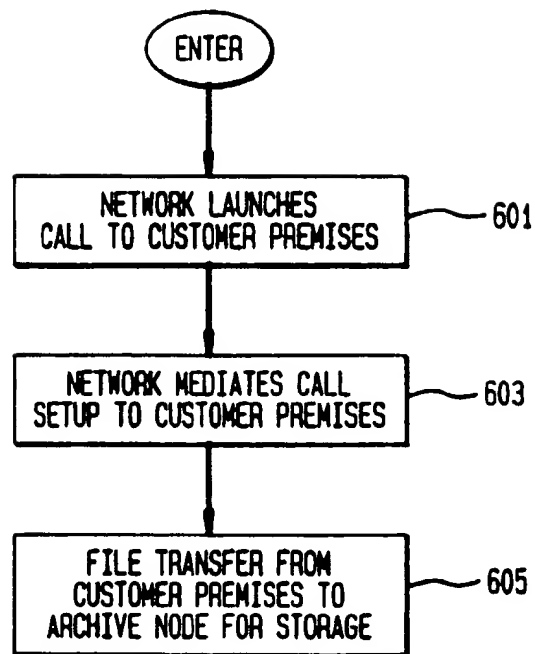 ENTER
NETWORK LAUNCHES
CALL TO CUSTOMER PREMISES
601
NETWORK MEDIATES CALL
SETUP TO CUSTOMER PREMISES
603
FILE TRANSFER FROM
CUSTOMER PREMISES TO
ARCHIVE NODE FOR STORAGE
605